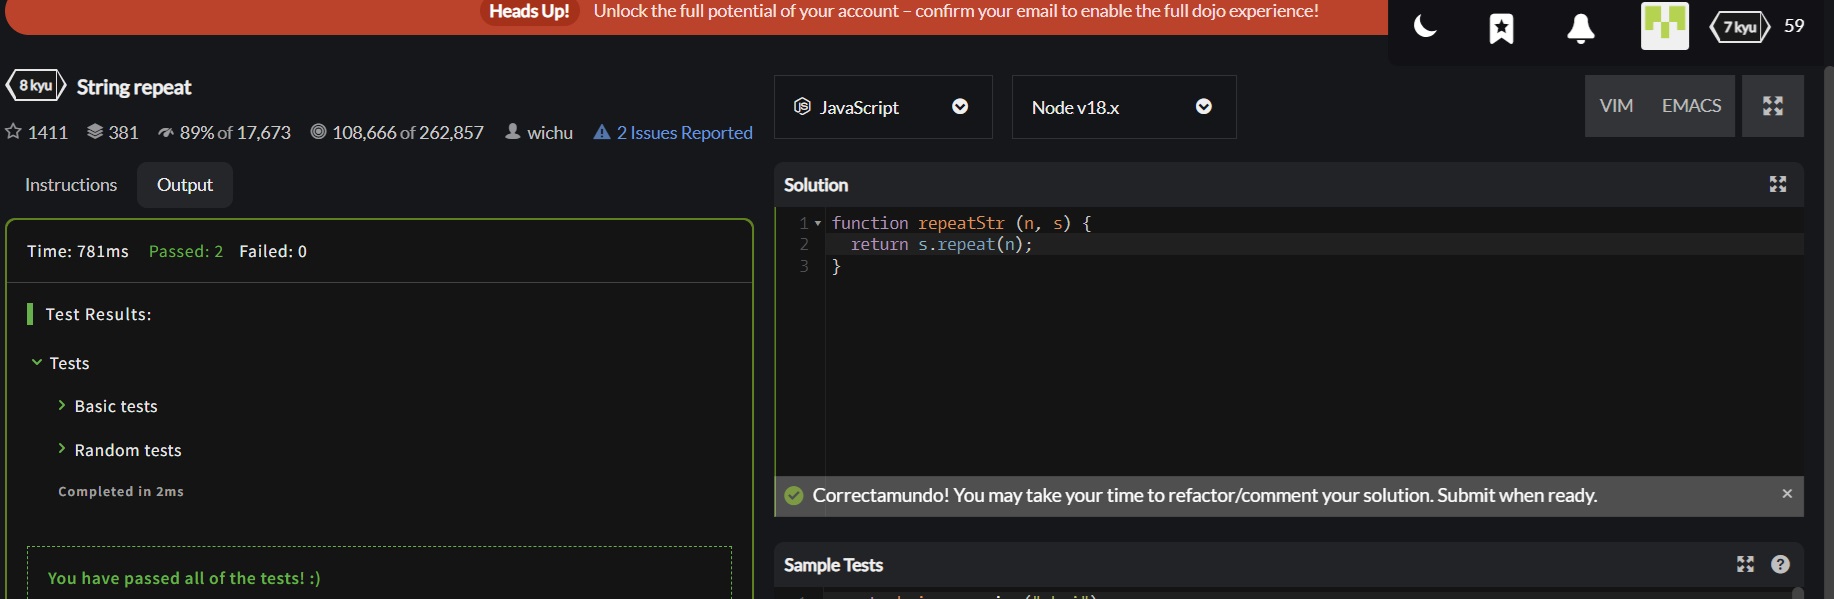 Heads Up! Unlock the full potential of your account – confirm your email to enable the full dojo experience!
7 kyu 59
8 kyu String repeat
1411 381 89% of 17,673 108,666 of 262,857 wichu 2 Issues Reported
Instructions Output
Time: 781ms Passed: 2 Failed: 0
Test Results:
Tests
Basic tests
Random tests
Completed in 2ms
You have passed all of the tests! :)
JavaScript Node v18.x VIM EMACS
Solution
1 function repeatStr (n, s) {
2 return s.repeat(n);
3 }
Correctamundo! You may take your time to refactor/comment your solution. Submit when ready. ×
Sample Tests ?